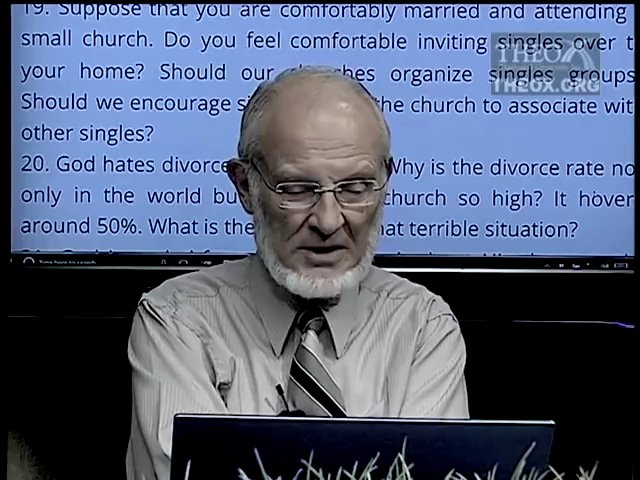 19. Suppose that you are comfortably married and attending
small church. Do you feel comfortable inviting singles over t
your home? Should our churches organize singles groups
Should we encourage s the church to associate wit
other singles?
20. God hates divorce Why is the divorce rate no
only in the world bu church so high? It hover
around 50%. What is the at terrible situation?
THEO
THEOX.ORG